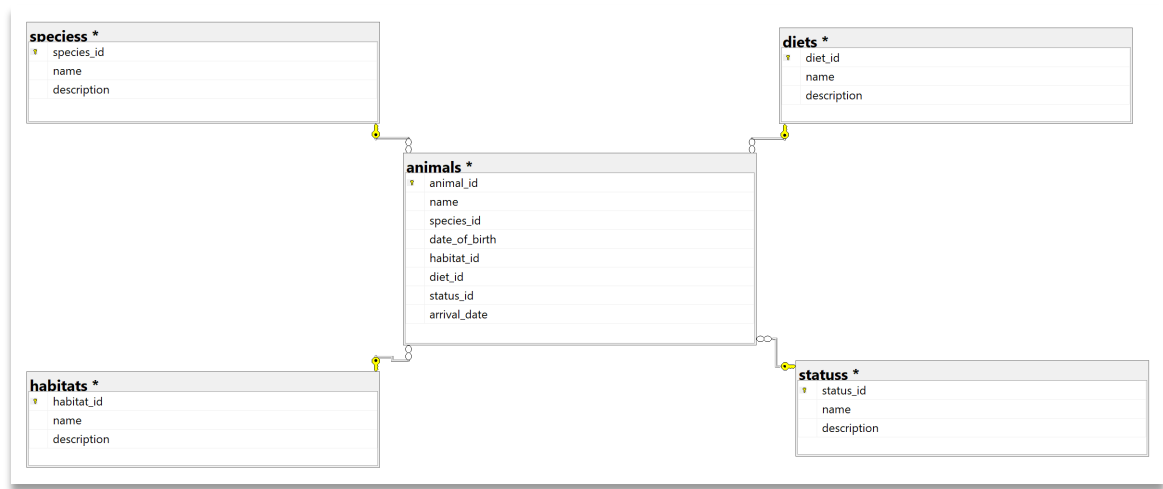 speciess *
species_id
name
description
diets *
diet_id
name
description
animals *
animal_id
name
species_id
date_of_birth
habitat_id
diet_id
status_id
arrival_date
habitats *
habitat_id
name
description
statuss *
status_id
name
description